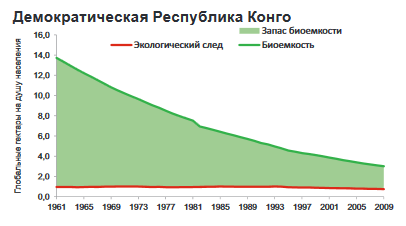 Демократическая Республика Конго
Запас биоемкости
Экологический след
Биоемкость
Глобальные гектары на душу населения
16,0
14,0
12,0
10,0
8,0
6,0
4,0
2,0
0,0
1961 1965 1969 1973 1977 1981 1985 1989 1993 1997 2001 2005 2009